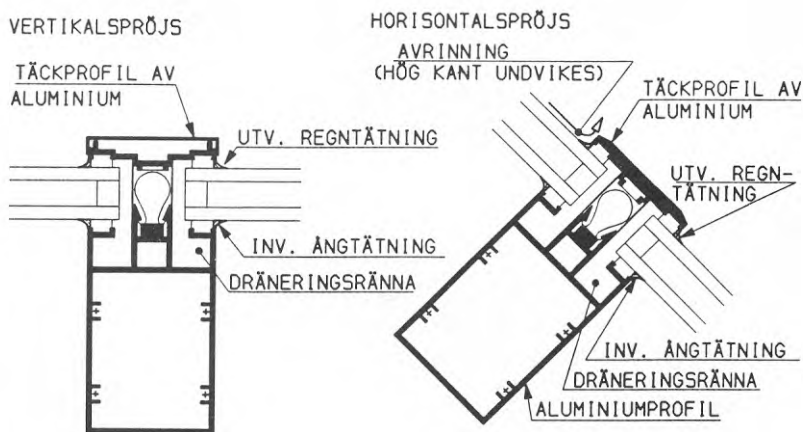 VERTIKALSPRÖJS
TÄCKPROFIL AV
ALUMINIUM
UTV. REGNTÄTNING
INV. ÅNGTÄTNING
DRÄNERINGSRÄNNA
HORISONTALSPRÖJS
AVRINNING
(HÖG KANT UNDVIKES)
TÄCKPROFIL AV
ALUMINIUM
UTV. REGN-
TÄTNING
INV. ÅNGTÄTNING
DRÄNERINGSRÄNNA
ALUMINIUMPROFIL